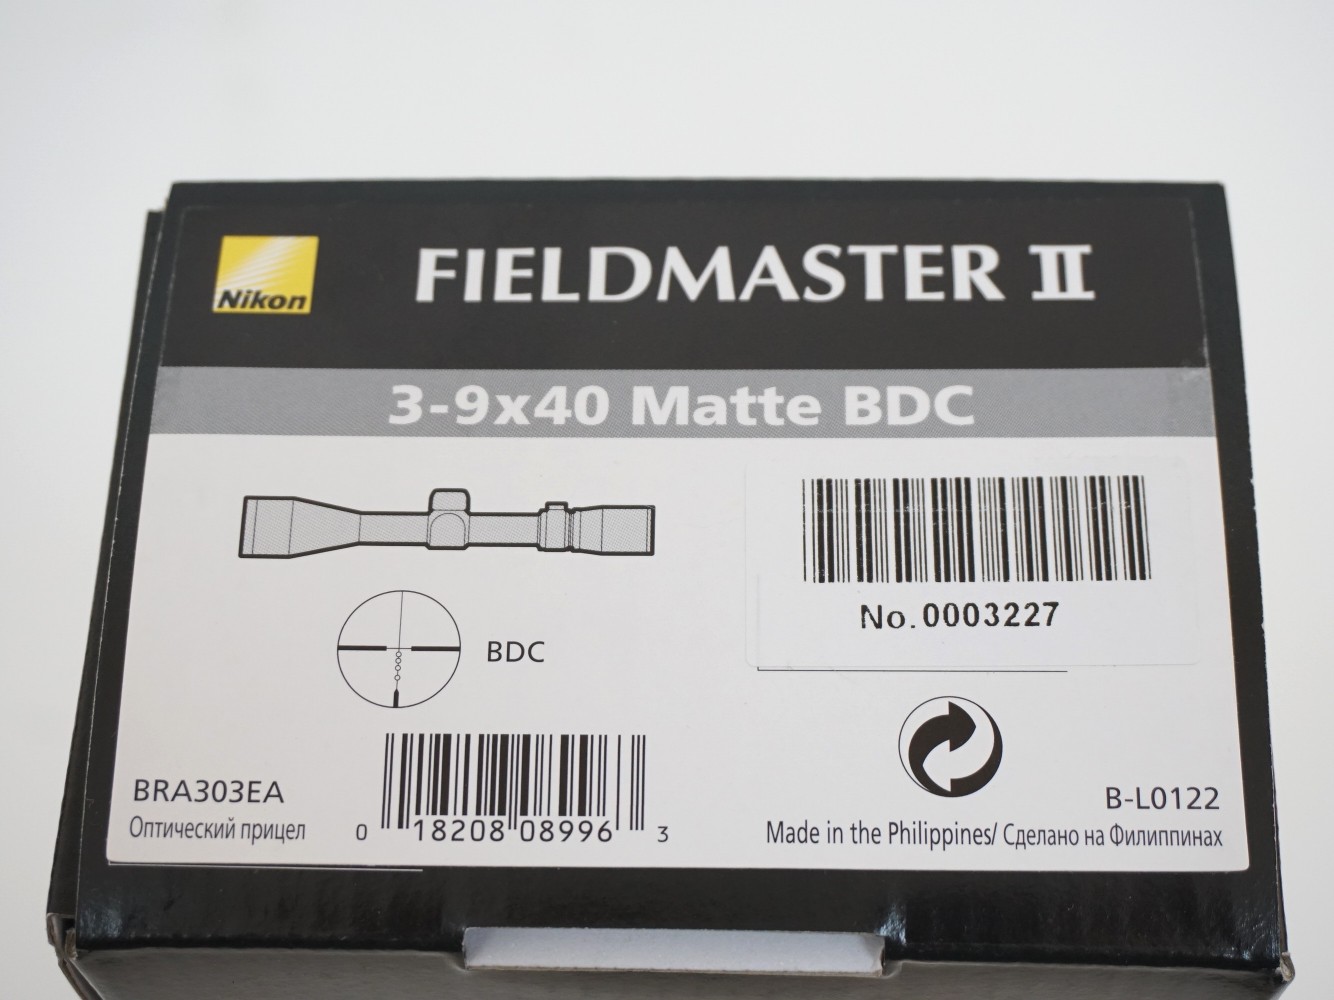 Nikon
FIELDMASTER II
3-9x40 Matte BDC
No.0003227
BDC
BRA303EA
Оптический прицел
0 18208 08996 3
B-L0122
Made in the Philippines/ Сделано на Филиппинах